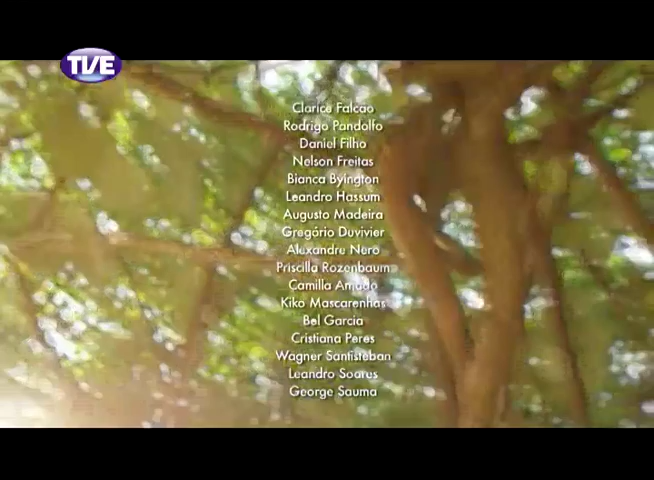 TVE
Clarice Falcão
Rodrigo Pandolfo
Daniel Filho
Nelson Freitas
Bianca Byington
Leandro Hassum
Augusto Madeira
Gregório Duvivier
Alexandre Nero
Priscilla Rozenbaum
Camilla Amado
Kiko Mascarenhas
Bel Garcia
Cristiana Peres
Wagner Santisteban
Leandro Soares
George Sauma